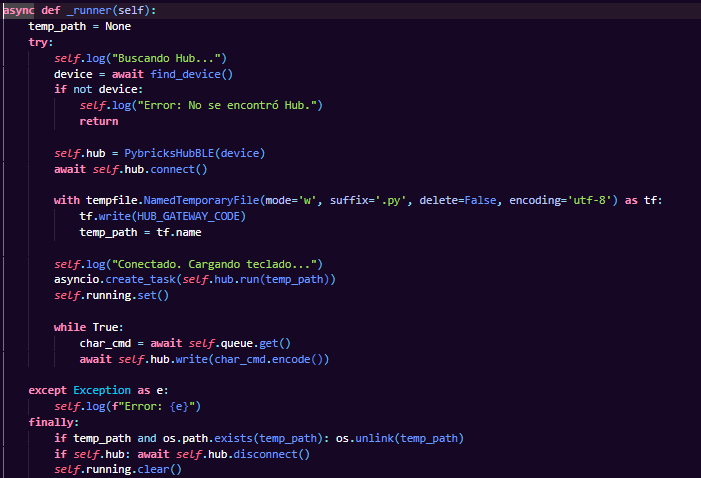 async def _runner(self):
    temp_path = None
    try:
        self.log("Buscando Hub...")
        device = await find_device()
        if not device:
            self.log("Error: No se encontró Hub.")
            return

        self.hub = PybricksHubBLE(device)
        await self.hub.connect()

        with tempfile.NamedTemporaryFile(mode='w', suffix='.py', delete=False, encoding='utf-8') as tf:
            tf.write(HUB_GATEWAY_CODE)
            temp_path = tf.name

        self.log("Conectado. Cargando teclado...")
        asyncio.create_task(self.hub.run(temp_path))
        self.running.set()

        while True:
            char_cmd = await self.queue.get()
            await self.hub.write(char_cmd.encode())

    except Exception as e:
        self.log(f"Error: {e}")
    finally:
        if temp_path and os.path.exists(temp_path): os.unlink(temp_path)
        if self.hub: await self.hub.disconnect()
        self.running.clear()